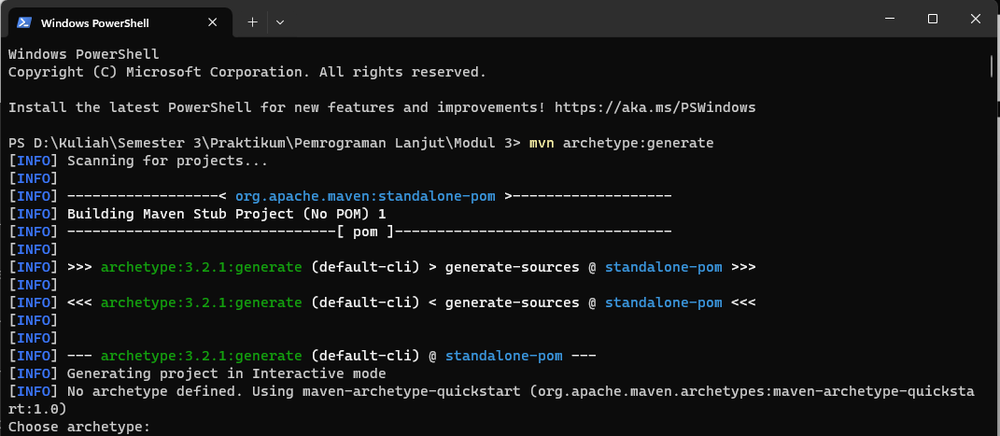 Windows PowerShell
Windows PowerShell
Copyright (C) Microsoft Corporation. All rights reserved.
Install the latest PowerShell for new features and improvements! https://aka.ms/PSWindows
PS D:\Kuliah\Semester 3\Praktikum\Pemrograman Lanjut\Modul 3> mvn archetype:generate
[INFO] Scanning for projects...
[INFO]
[INFO] ------------------< org.apache.maven:standalone-pom >-------------------
[INFO] Building Maven Stub Project (No POM) 1
[INFO] --------------------------------[ pom ]---------------------------------
[INFO]
[INFO] >>> archetype:3.2.1:generate (default-cli) > generate-sources @ standalone-pom >>>
[INFO]
[INFO] <<< archetype:3.2.1:generate (default-cli) < generate-sources @ standalone-pom <<<
[INFO]
[INFO]
[INFO] --- archetype:3.2.1:generate (default-cli) @ standalone-pom ---
[INFO] Generating project in Interactive mode
[INFO] No archetype defined. Using maven-archetype-quickstart (org.apache.maven.archetypes:maven-archetype-quicksta
rt:1.0)
Choose archetype: